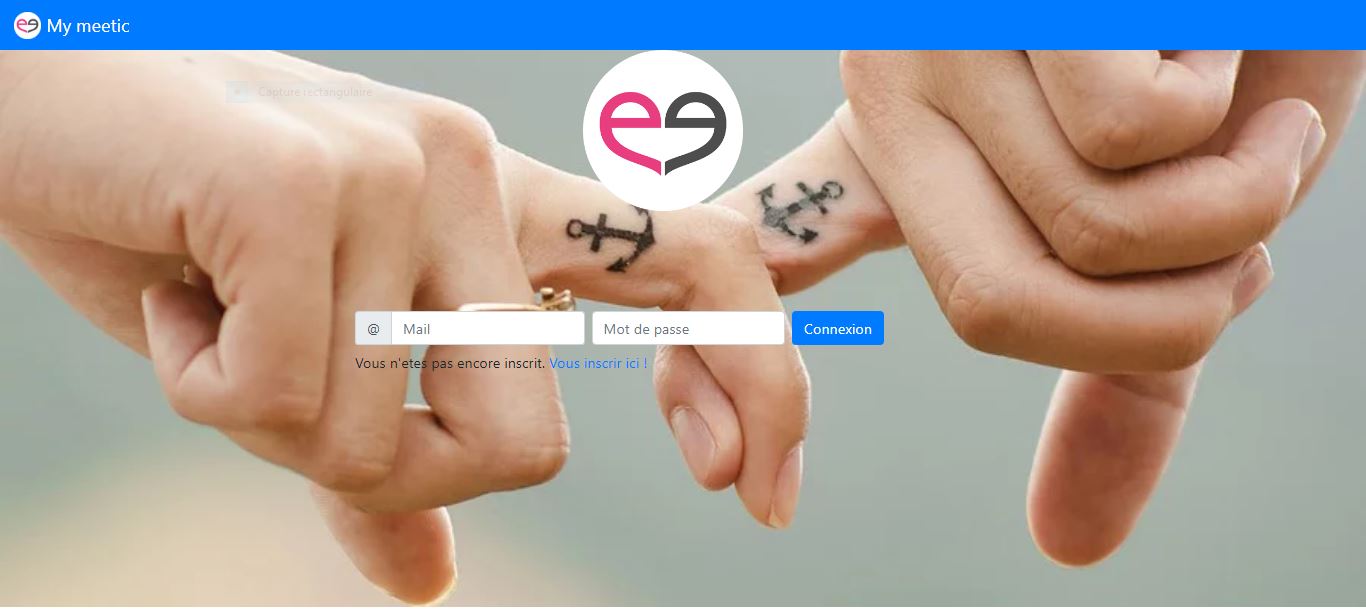 My meetic
Capture rectangulaire
@ Mail Mot de passe Connexion
Vous n'etes pas encore inscrit. Vous inscrir ici !